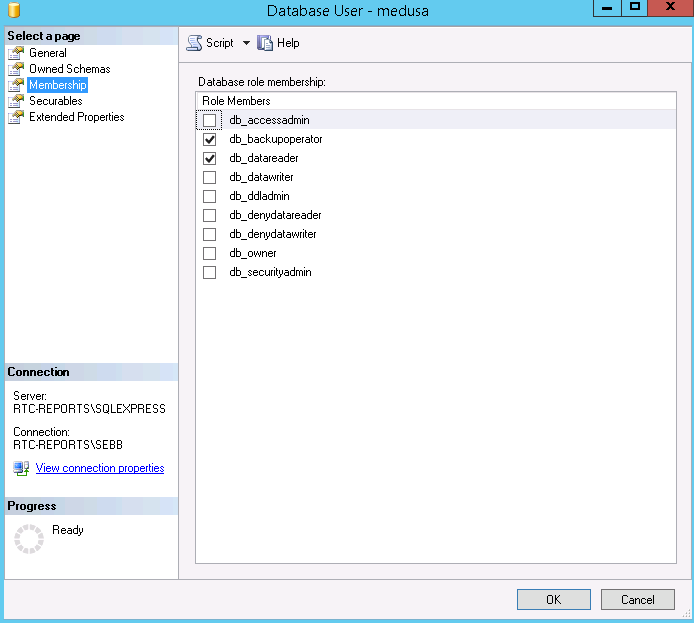 Database User - medusa
Select a page
General
Owned Schemas
Membership
Securables
Extended Properties
Script
Help
Database role membership:
Role Members
db_accessadmin
db_backupoperator
db_datareader
db_datawriter
db_ddladmin
db_denydatareader
db_denydatawriter
db_owner
db_securityadmin
Connection
Server:
RTC-REPORTS\SQLEXPRESS
Connection:
RTC-REPORTS\SEBB
View connection properties
Progress
Ready
OK
Cancel